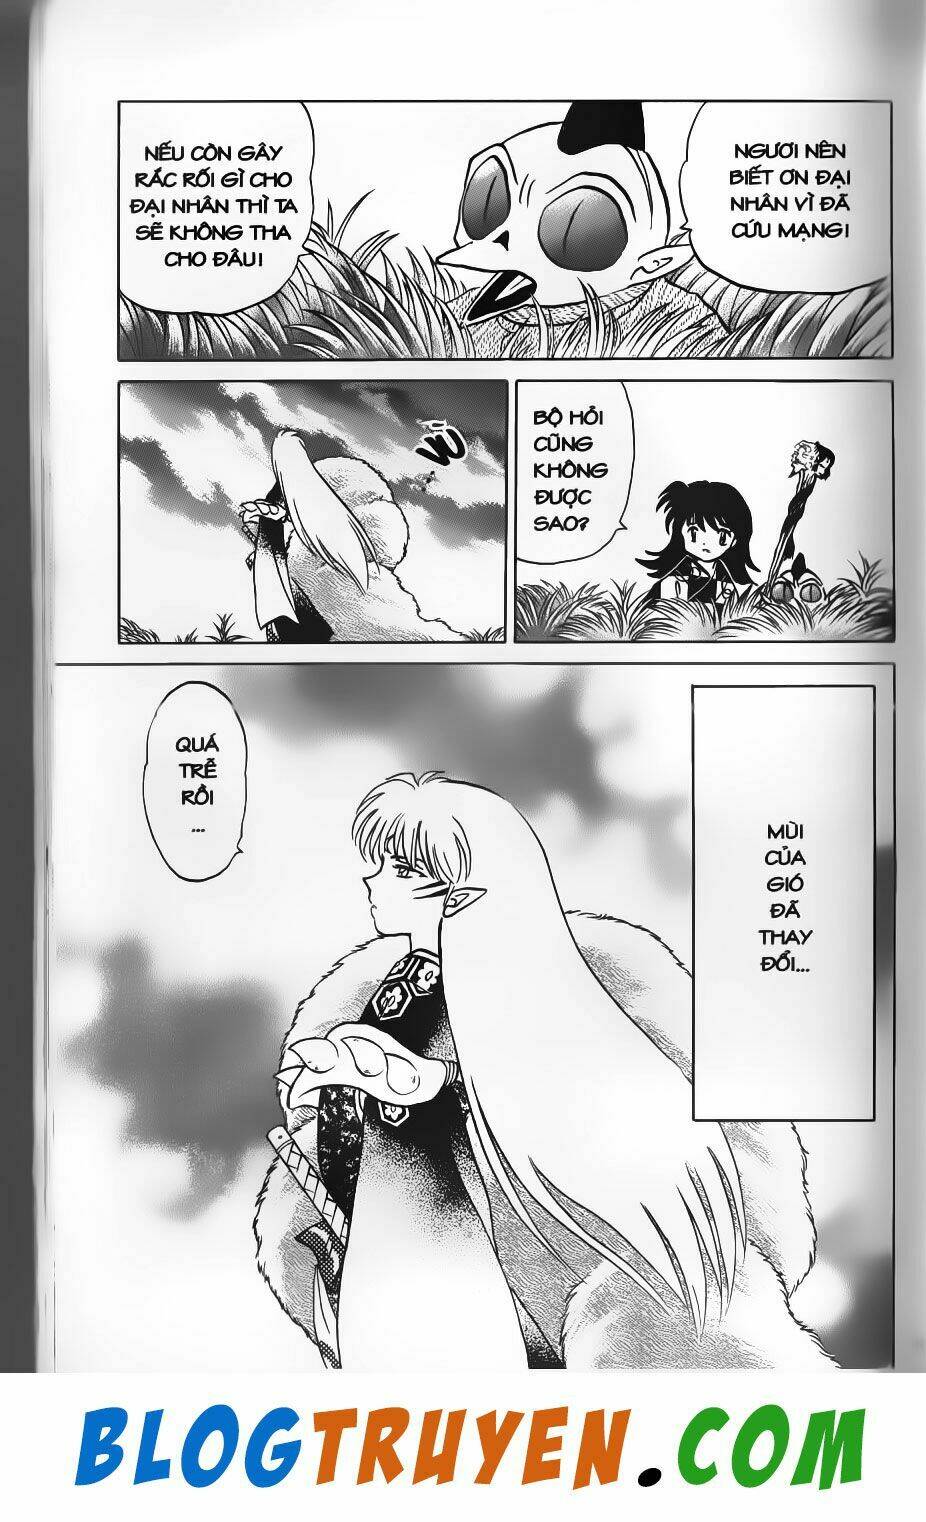 NGƯƠI NÊN
BIẾT ƠN ĐẠI
NHÂN VÌ ĐÃ
CỨU MẠNG!
NẾU CÒN GÂY
RẮC RỐI GÌ CHO
ĐẠI NHÂN THÌ TA
SẼ KHÔNG THA
CHO ĐÂU!
BỘ HỎI
CŨNG
KHÔNG
ĐƯỢC
SAO?
VŨ
MÙI
CỦA
GIÓ
ĐÃ
THAY
ĐỔI...
QUÁ
TRỄ
RỒI
...
BLOGTRUYEN.COM